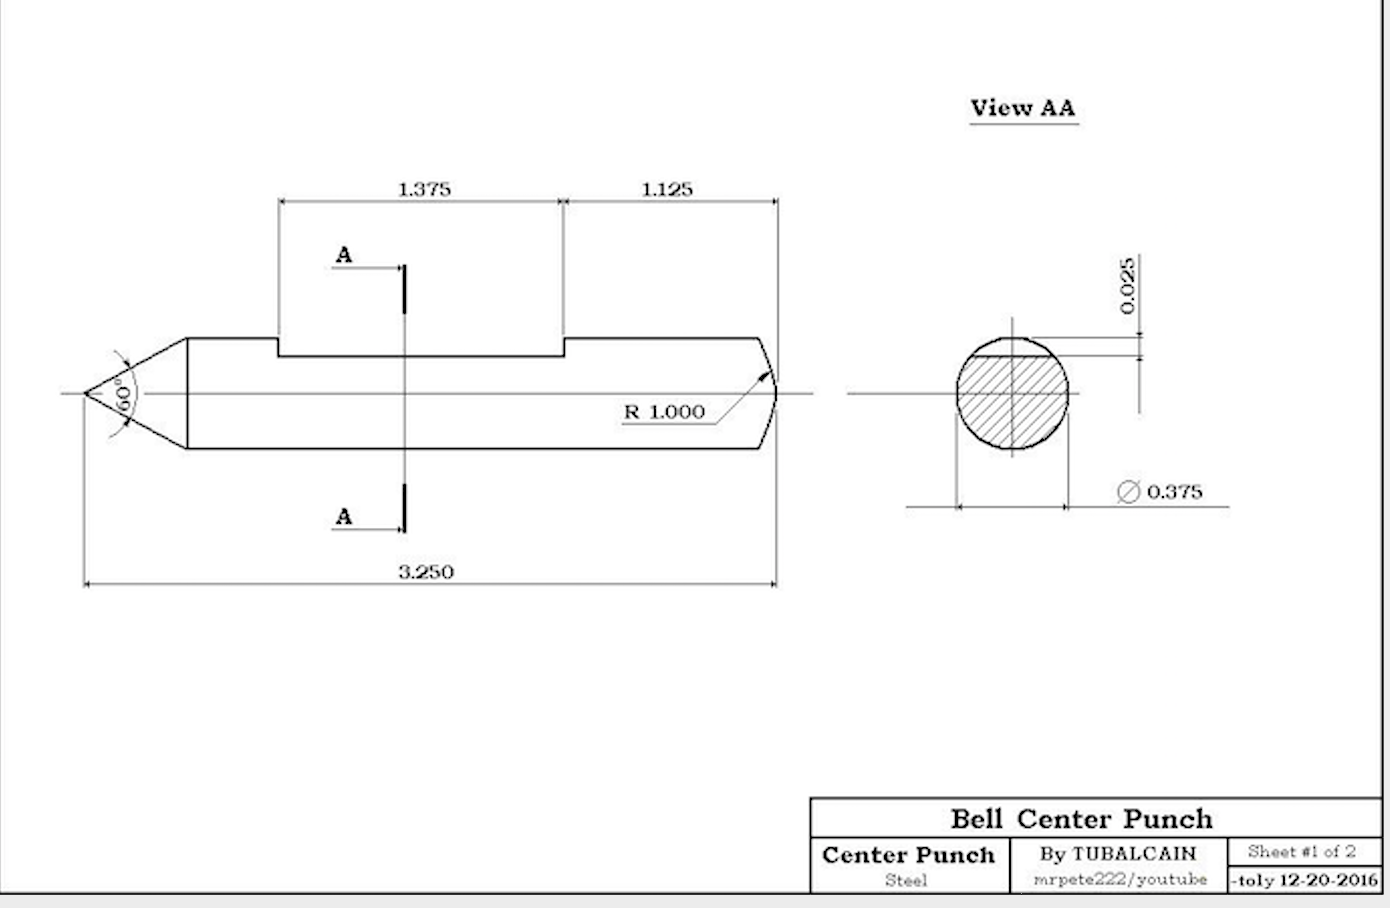 View AA
1.375
1.125
A
0.025
60°
R 1.000
Ø 0.375
A
3.250
Bell Center Punch
Center Punch
Steel
By TUBALCAIN
mrpete222/youtube
Sheet #1 of 2
-toly 12-20-2016